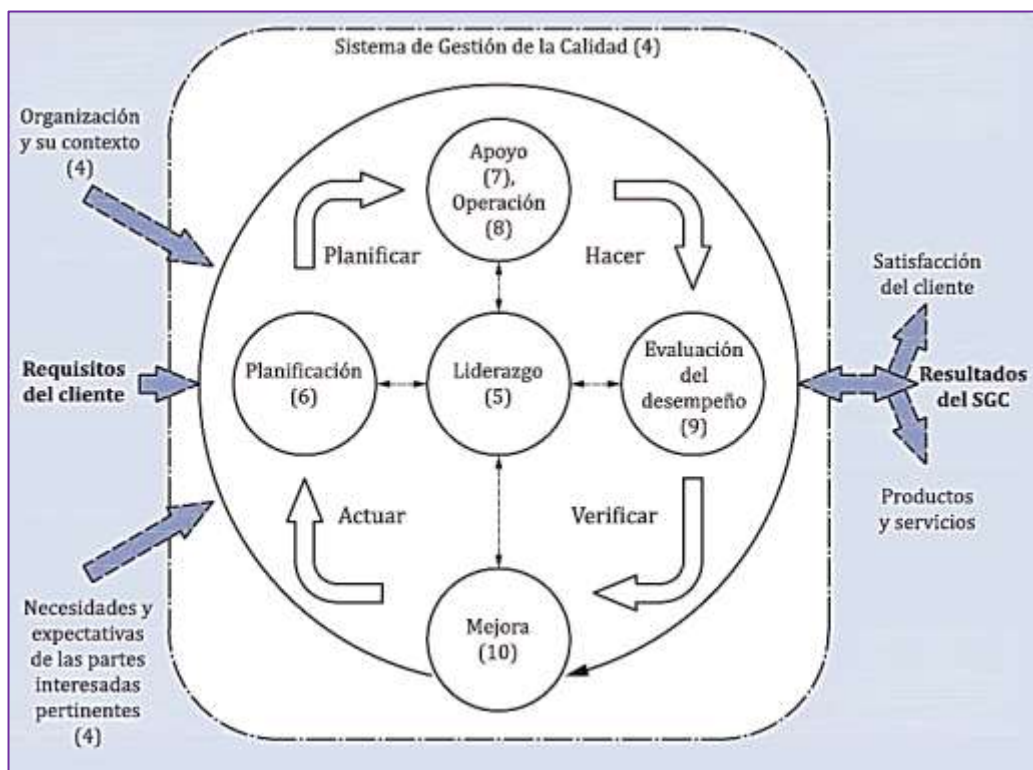 Sistema de Gestión de la Calidad (4)
Organización
y su contexto
(4)
Apoyo
(7),
Operación
(8)
Planificar
Hacer
Satisfacción
del cliente
Requisitos
del cliente
Planificación
(6)
Liderazgo
(5)
Evaluación
del
desempeño
(9)
Resultados
del SGC
Actuar
Verificar
Productos
y servicios
Necesidades y
expectativas
de las partes
interesadas
pertinentes
(4)
Mejora
(10)